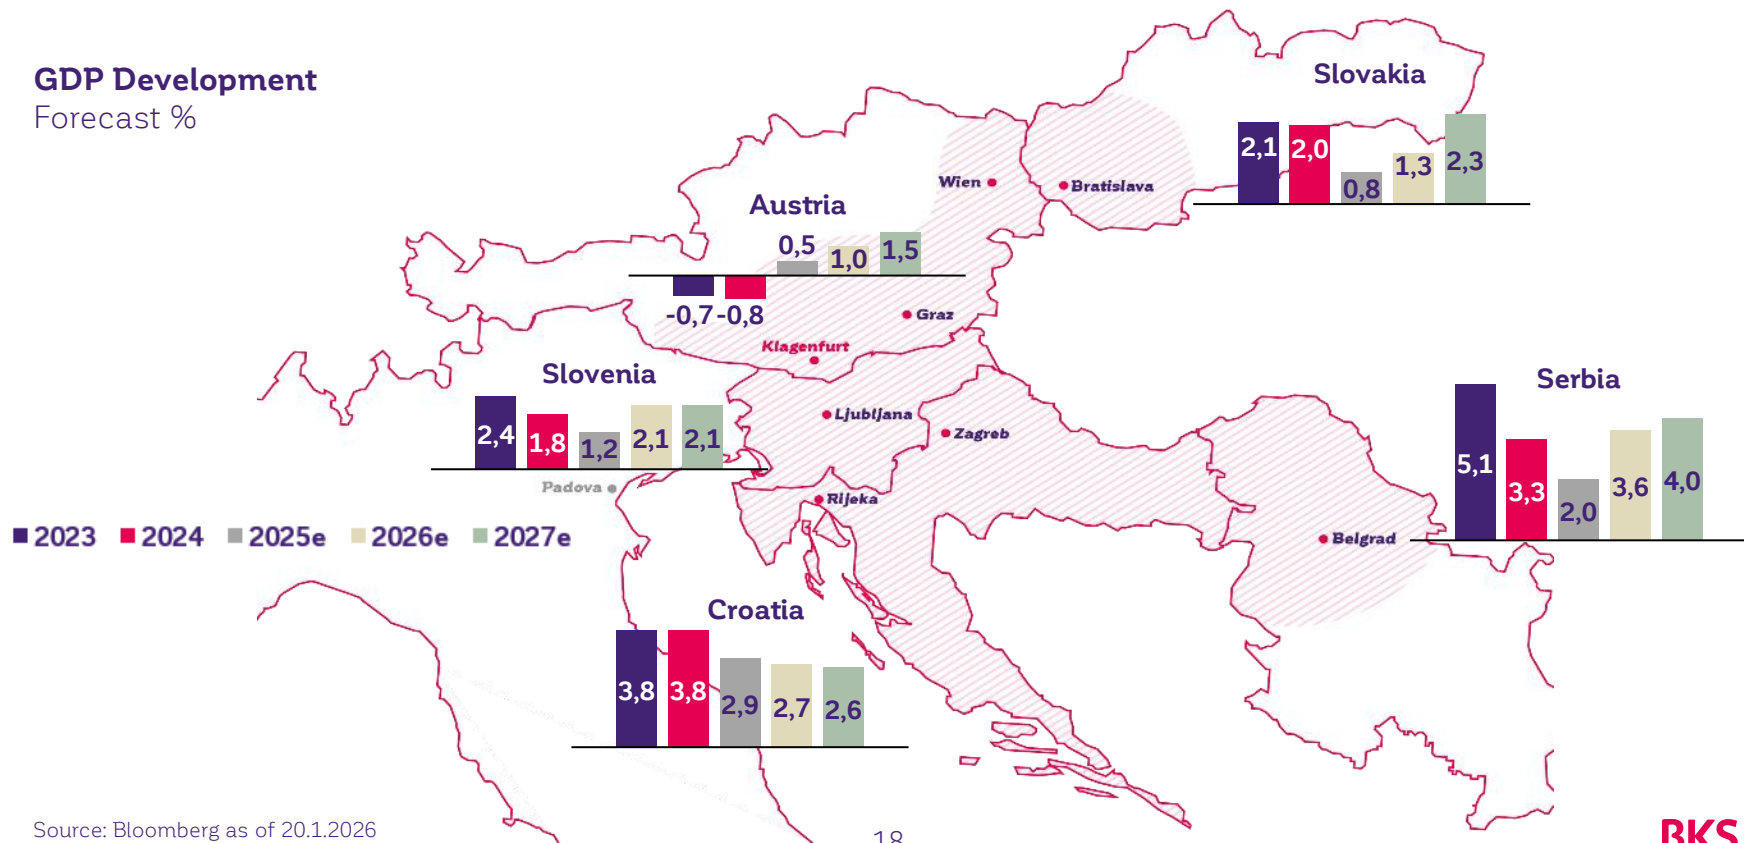 GDP Development
Forecast %
Slovakia
2,1 2,0 0,8 1,3 2,3
Wien
Bratislava
Austria
-0,7 -0,8 0,5 1,0 1,5
Graz
Klagenfurt
Slovenia
2,4 1,8 1,2 2,1 2,1
Ljubljana
Zagreb
Serbia
5,1 3,3 2,0 3,6 4,0
Padova
Rijeka
Belgrad
2023 2024 2025e 2026e 2027e
Croatia
3,8 3,8 2,9 2,7 2,6
Source: Bloomberg as of 20.1.2026
18
BKS